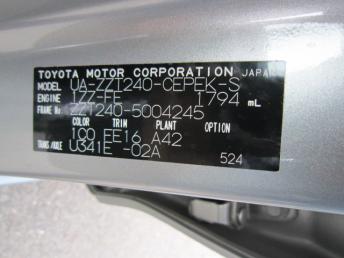 TOYOTA MOTOR CORPORATION JAPAN
MODEL UA-ZZT240-CEPEK-S
ENGINE 1ZZ-FE 1794 mL
FRAME No. ZZT240-5004245
COLOR TRIM PLANT OPTION
1C0 FE16 A42
TRANS/AXLE U341E -02A
524